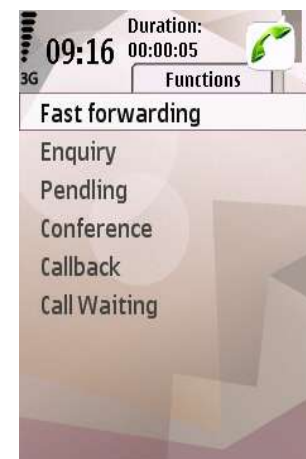 Duration:
09:16 00:00:05
3G Functions
Fast forwarding
Enquiry
Pendling
Conference
Callback
Call Waiting